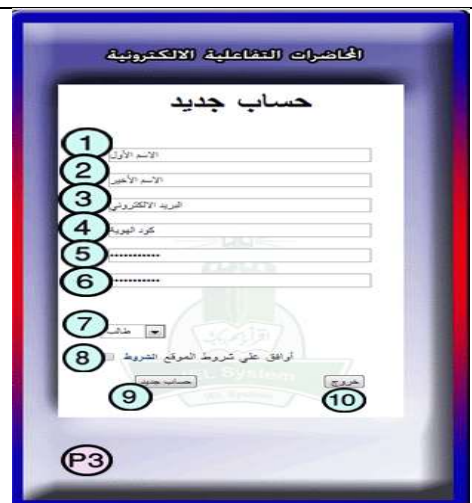 المحاضرات التفاعلية الالكترونية
حساب جديد
1 الاسم الأول
2 الاسم الأخير
3 البريد الالكتروني
4 كود الهوية
5 •••••••••••
6 •••••••••••
7 طالب
8 أوافق على شروط الموقع الشروط
حساب جديد خروج
9 10
P3